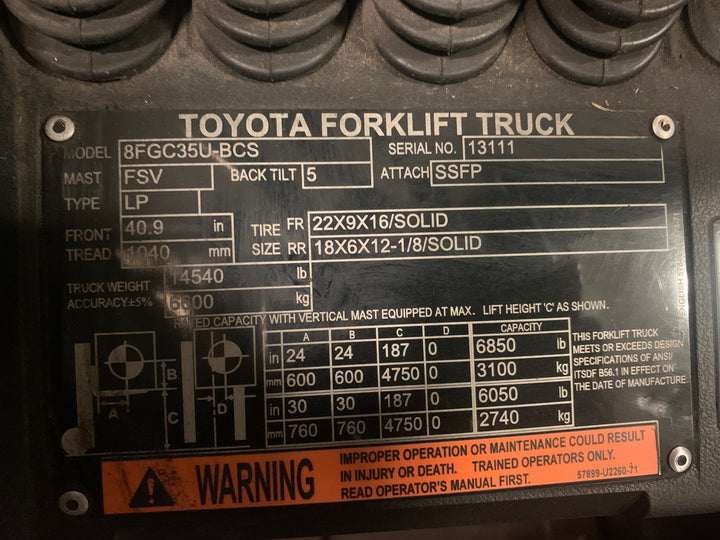 TOYOTA FORKLIFT TRUCK
MODEL 8FGC35U-BCS SERIAL NO. 13111
MAST FSV BACK TILT 5 ATTACH SSFP
TYPE LP
FRONT TREAD 40.9 in TIRE SIZE FR 22X9X16/SOLID
1040 mm RR 18X6X12-1/8/SOLID
TRUCK WEIGHT 14540 lb
ACCURACY±5% 6600 kg
RATED CAPACITY WITH VERTICAL MAST EQUIPPED AT MAX. LIFT HEIGHT 'C' AS SHOWN.
A B C D CAPACITY
in 24 24 187 0 6850 lb
mm 600 600 4750 0 3100 kg
in 30 30 187 0 6050 lb
mm 760 760 4750 0 2740 kg
A B C D
THIS FORKLIFT TRUCK
MEETS OR EXCEEDS DESIGN
SPECIFICATIONS OF ANSI/
ITSDF B56.1 IN EFFECT ON
THE DATE OF MANUFACTURE
ENGLISH
WARNING
IMPROPER OPERATION OR MAINTENANCE COULD RESULT
IN INJURY OR DEATH. TRAINED OPERATORS ONLY.
READ OPERATOR'S MANUAL FIRST.
57899-U2260-71